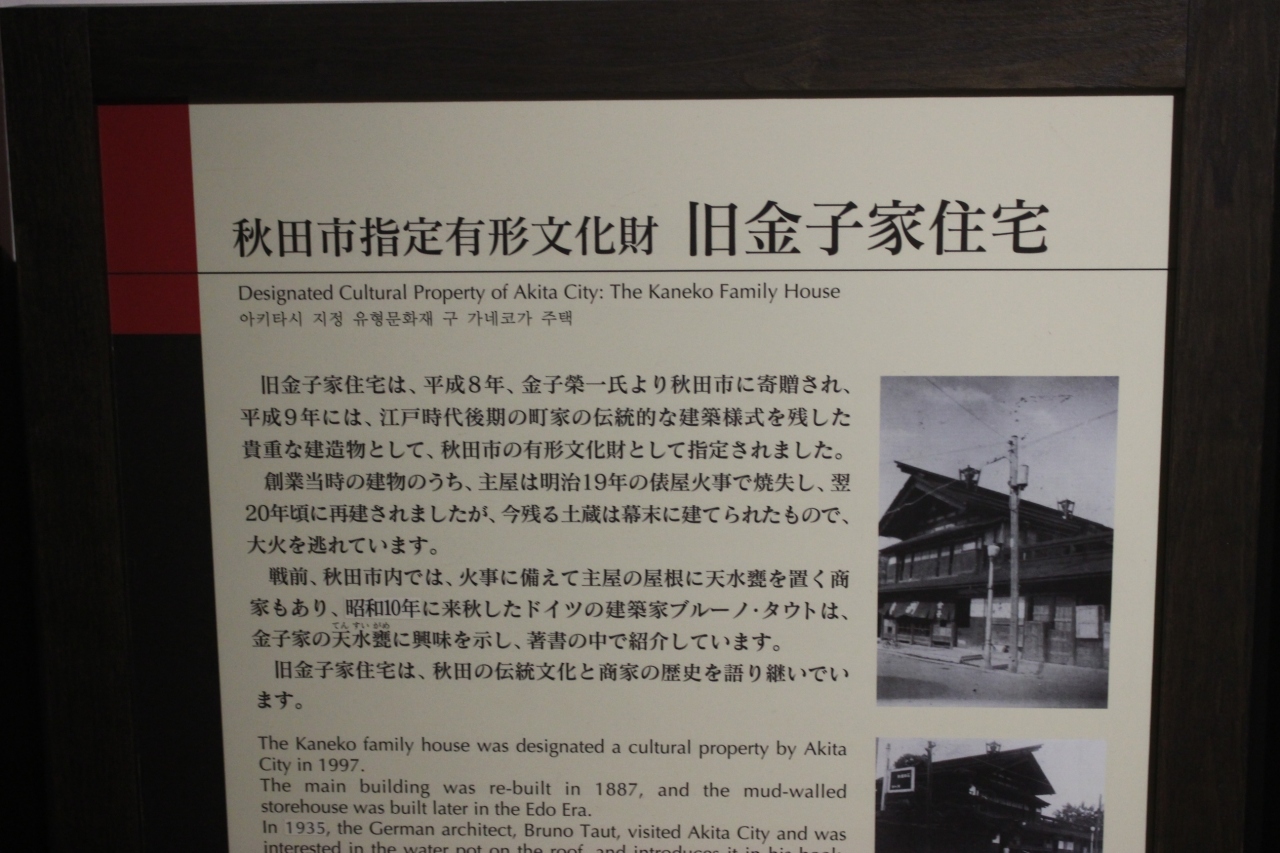 秋田市指定有形文化財 旧金子家住宅
Designated Cultural Property of Akita City: The Kaneko Family House
아키타시 지정 유형문화재 구 가네코가 주택
旧金子家住宅は、平成8年、金子榮一氏より秋田市に寄贈され、
平成9年には、江戸時代後期の町家の伝統的な建築様式を残した
貴重な建造物として、秋田市の有形文化財として指定されました。
創業当時の建物のうち、主屋は明治19年の俵屋火事で焼失し、翌
20年頃に再建されましたが、今残る土蔵は幕末に建てられたもので、
大火を逃れています。
戦前、秋田市内では、火事に備えて主屋の屋根に天水甕を置く商
家もあり、昭和10年に来秋したドイツの建築家ブルーノ・タウトは、
てんすいがめ
金子家の天水甕に興味を示し、著書の中で紹介しています。
旧金子家住宅は、秋田の伝統文化と商家の歴史を語り継いでい
ます。
The Kaneko family house was designated a cultural property by Akita
City in 1997.
The main building was re-built in 1887, and the mud-walled
storehouse was built later in the Edo Era.
In 1935, the German architect, Bruno Taut, visited Akita City and was
interested in the water pot on the roof, and introduces it in his book